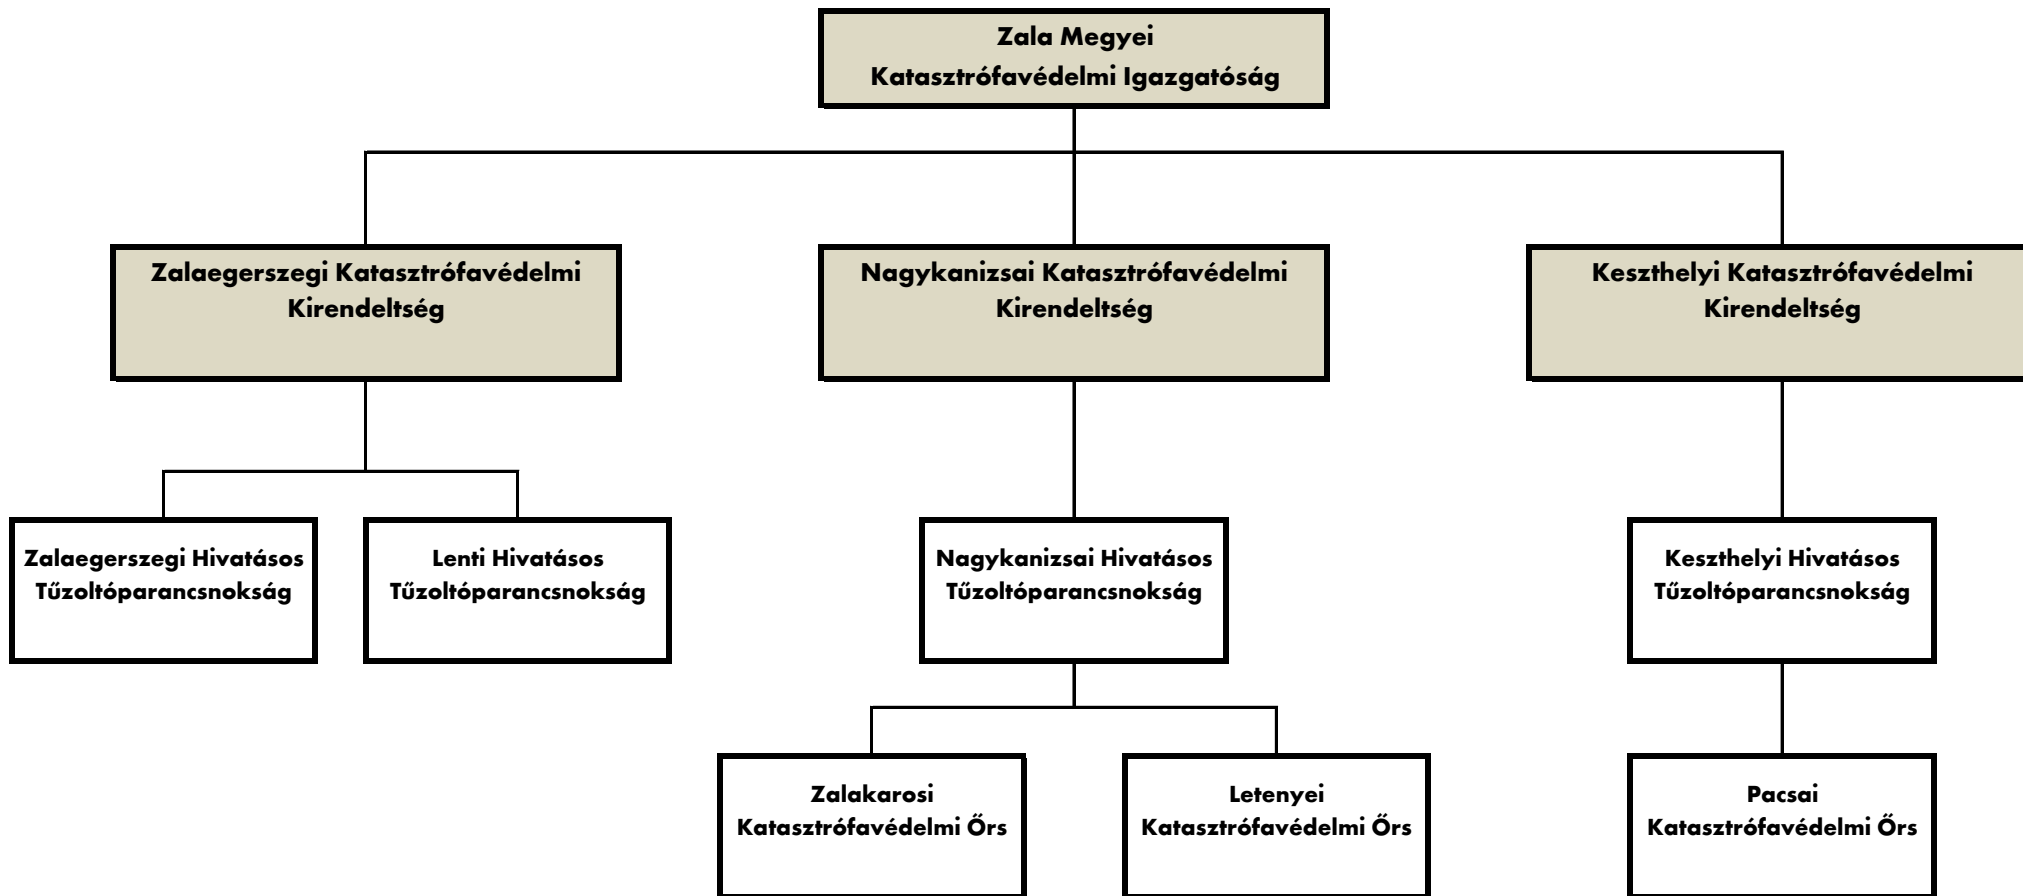 Zala Megyei
Katasztrófavédelmi Igazgatóság
Zalaegerszegi Katasztrófavédelmi
Kirendeltség
Nagykanizsai Katasztrófavédelmi
Kirendeltség
Keszthelyi Katasztrófavédelmi
Kirendeltség
Zalaegerszegi Hivatásos
Tűzoltóparancsnokság
Lenti Hivatásos
Tűzoltóparancsnokság
Nagykanizsai Hivatásos
Tűzoltóparancsnokság
Keszthelyi Hivatásos
Tűzoltóparancsnokság
Zalakarosi
Katasztrófavédelmi Őrs
Letenyei
Katasztrófavédelmi Őrs
Pacsai
Katasztrófavédelmi Őrs